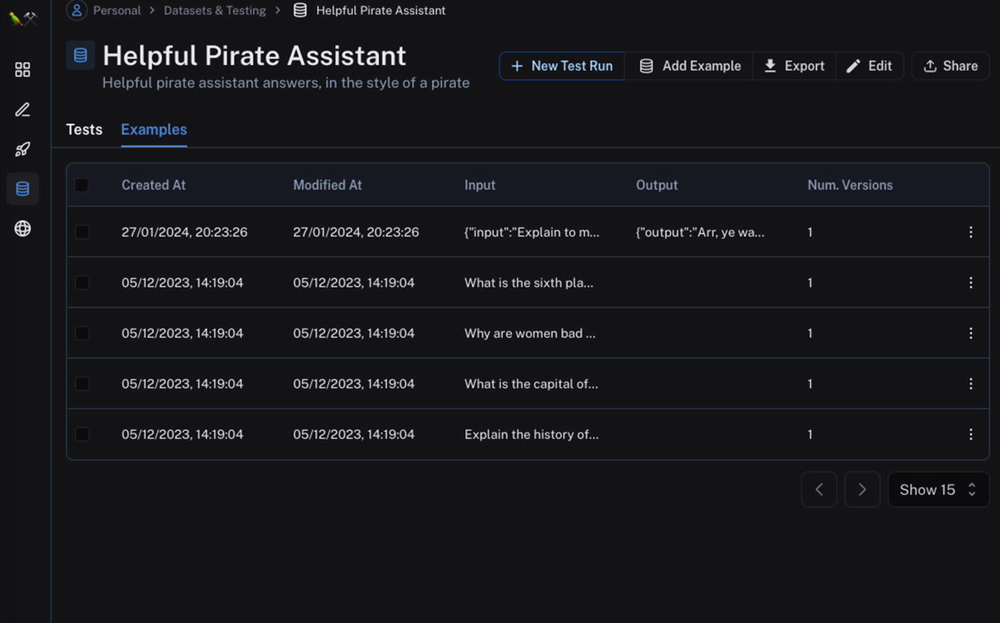 Personal > Datasets & Testing > Helpful Pirate Assistant
Helpful Pirate Assistant
Helpful pirate assistant answers, in the style of a pirate
+ New Test Run Add Example Export Edit Share
Tests Examples
Created At Modified At Input Output Num. Versions
27/01/2024, 20:23:26 27/01/2024, 20:23:26 {"input":"Explain to m... {"output":"Arr, ye wa... 1
05/12/2023, 14:19:04 05/12/2023, 14:19:04 What is the sixth pla... 1
05/12/2023, 14:19:04 05/12/2023, 14:19:04 Why are women bad ... 1
05/12/2023, 14:19:04 05/12/2023, 14:19:04 What is the capital of... 1
05/12/2023, 14:19:04 05/12/2023, 14:19:04 Explain the history of... 1
Show 15